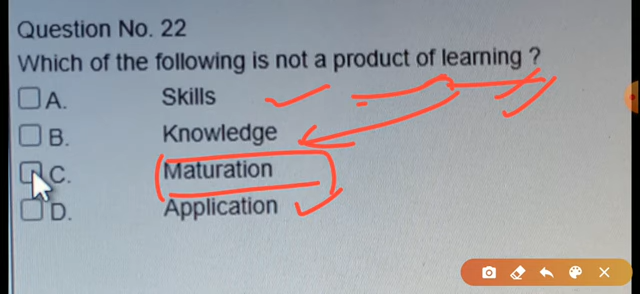 Question No. 22
Which of the following is not a product of learning ?
A. Skills
B. Knowledge
C. Maturation
D. Application